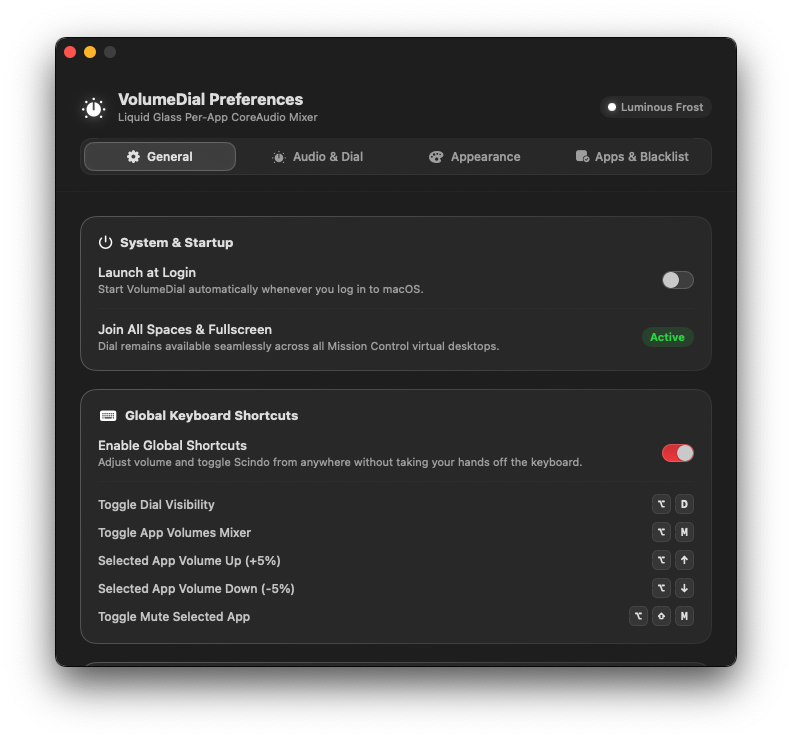 VolumeDial Preferences
Liquid Glass Per-App CoreAudio Mixer
Luminous Frost
General
Audio & Dial
Appearance
Apps & Blacklist
System & Startup
Launch at Login
Start VolumeDial automatically whenever you log in to macOS.
Join All Spaces & Fullscreen
Dial remains available seamlessly across all Mission Control virtual desktops.
Active
Global Keyboard Shortcuts
Enable Global Shortcuts
Adjust volume and toggle Scindo from anywhere without taking your hands off the keyboard.
Toggle Dial Visibility ⌥ D
Toggle App Volumes Mixer ⌥ M
Selected App Volume Up (+5%) ⌥ ↑
Selected App Volume Down (-5%) ⌥ ↓
Toggle Mute Selected App ⌥ ⇧ M